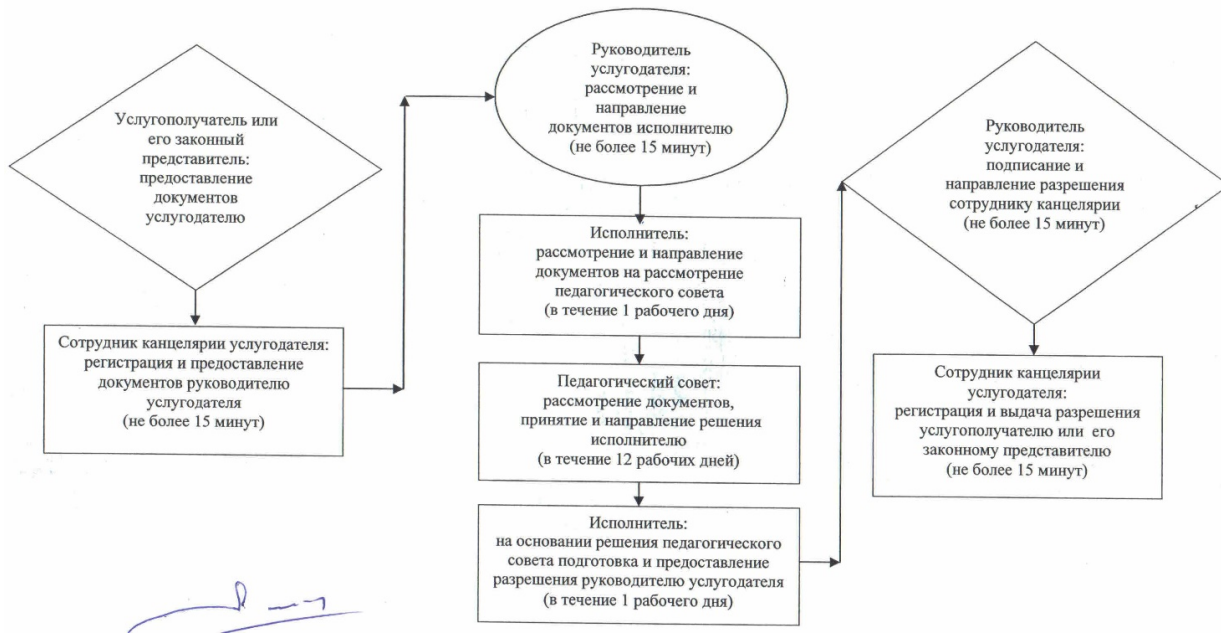 Услугополучатель или
его законный
представитель:
предоставление
документов
услугодателю
Сотрудник канцелярии услугодателя:
регистрация и предоставление
документов руководителю
услугодателя
(не более 15 минут)
Руководитель
услугодателя:
рассмотрение и
направление
документов исполнителю
(не более 15 минут)
Исполнитель:
рассмотрение и направление
документов на рассмотрение
педагогического совета
(в течение 1 рабочего дня)
Педагогический совет:
рассмотрение документов,
принятие и направление решения
исполнителю
(в течение 12 рабочих дней)
Исполнитель:
на основании решения педагогического
совета подготовка и предоставление
разрешения руководителю услугодателя
(в течение 1 рабочего дня)
Руководитель
услугодателя:
подписание и
направление разрешения
сотруднику канцелярии
(не более 15 минут)
Сотрудник канцелярии
услугодателя:
регистрация и выдача разрешения
услугополучателю или его
законному представителю
(не более 15 минут)